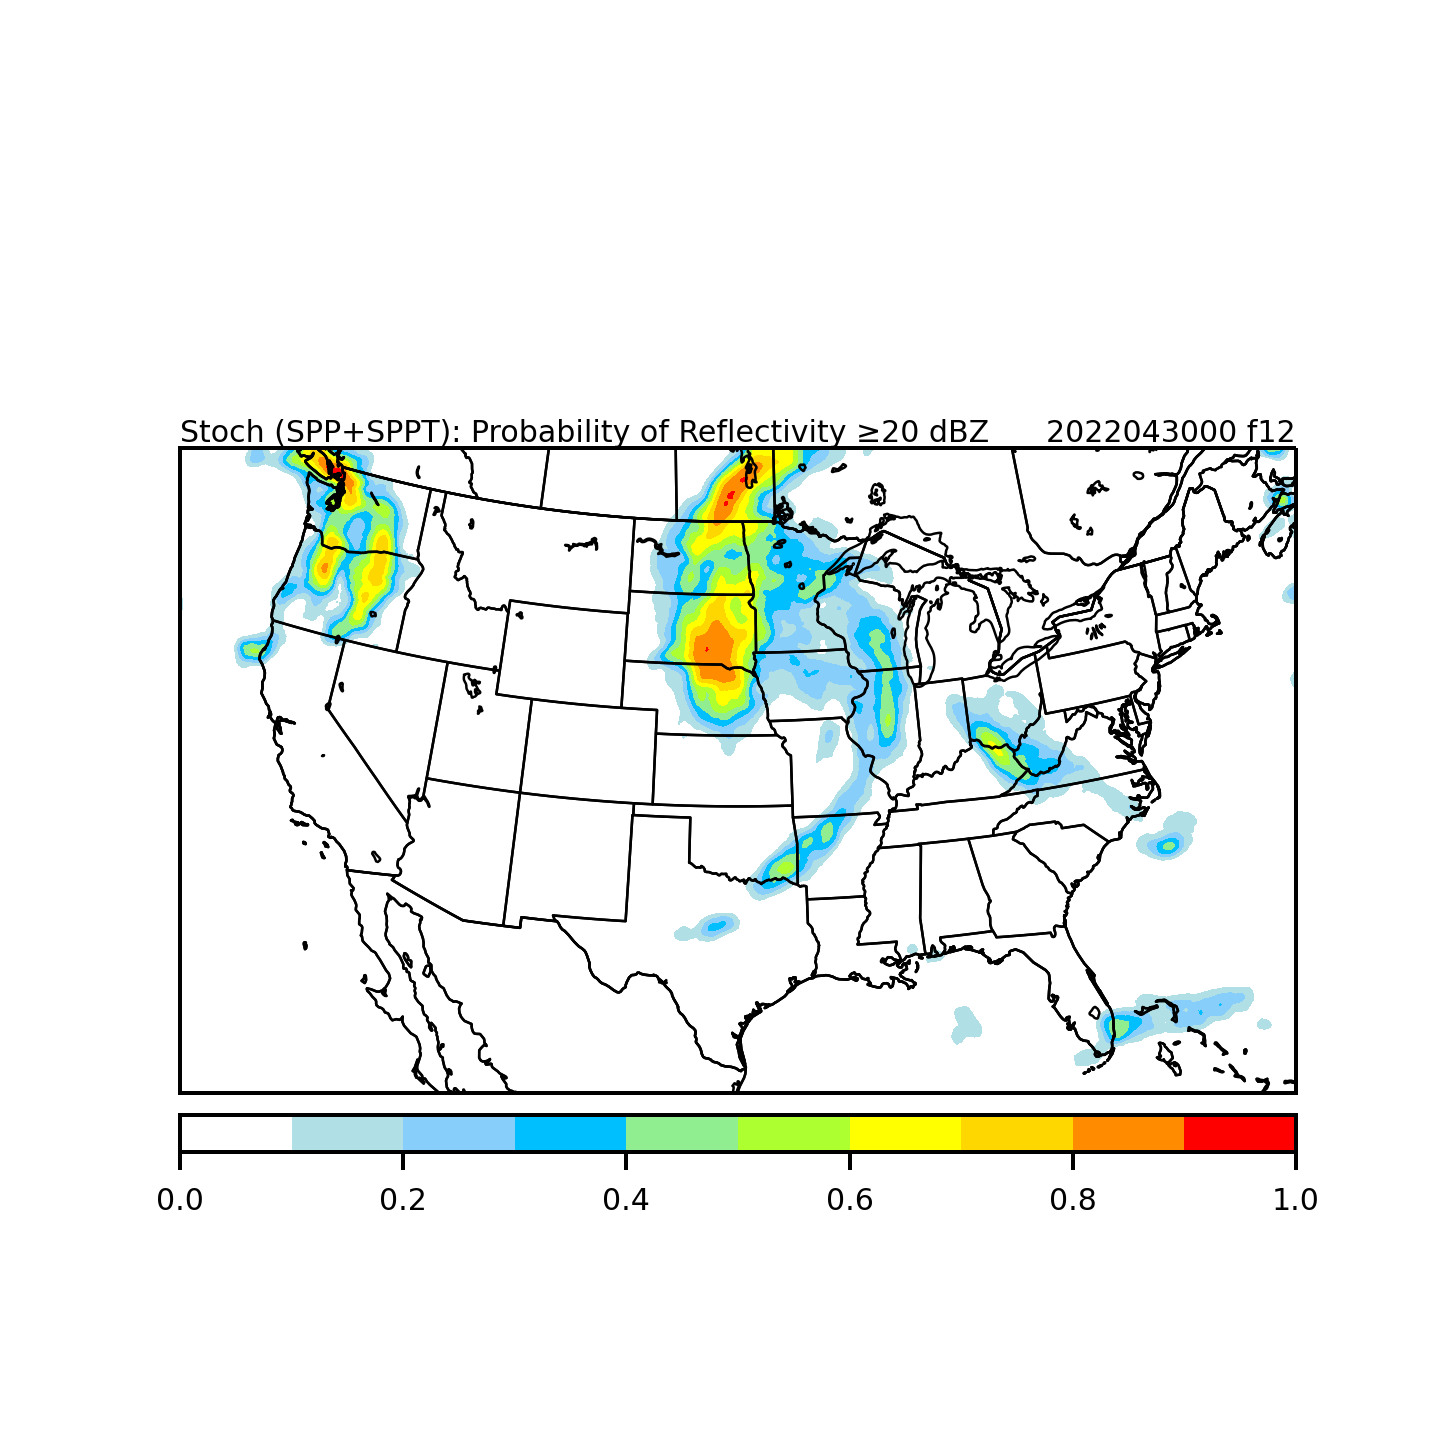 Stoch (SPP+SPPT): Probability of Reflectivity ≥20 dBZ 2022043000 f12
0.0 0.2 0.4 0.6 0.8 1.0